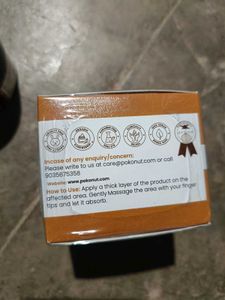 Incase of any enquiry/concern:
Please write to us at care@pokonut.com or call
9035675358
Website: www.pokonut.com
How to Use: Apply a thick layer of the product on the
affected area. Gently Massage the area with your finger
tips and let it absorb.